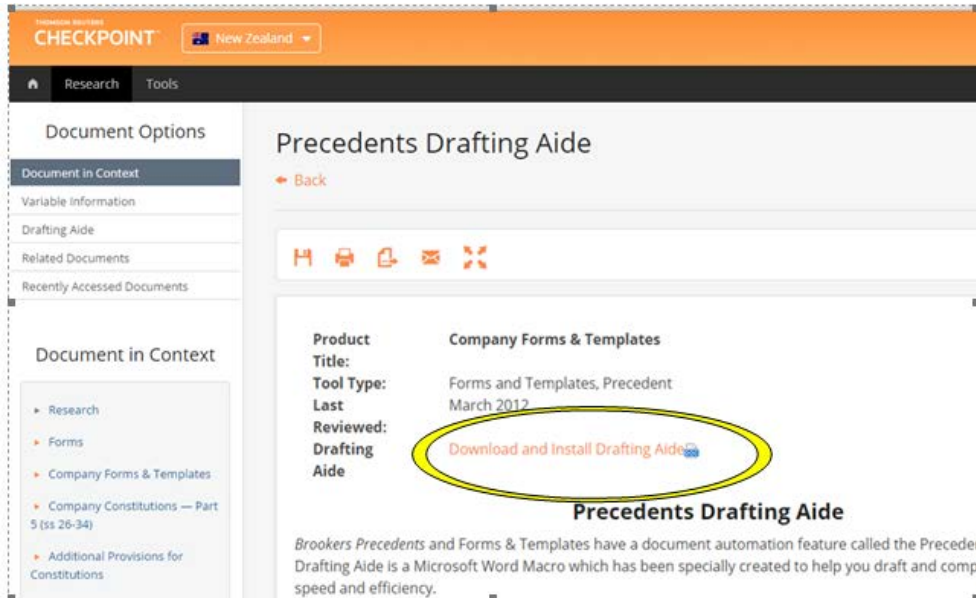 THOMSON REUTERS
CHECKPOINT
New Zealand
Research Tools
Document Options
Document in Context
Variable Information
Drafting Aide
Related Documents
Recently Accessed Documents
Document in Context
Research
Forms
Company Forms & Templates
Company Constitutions — Part
5 (ss 26-34)
Additional Provisions for
Constitutions
Precedents Drafting Aide
Back
Product Company Forms & Templates
Title:
Tool Type: Forms and Templates, Precedent
Last March 2012
Reviewed:
Drafting Download and Install Drafting Aide
Aide
Precedents Drafting Aide
Brookers Precedents and Forms & Templates have a document automation feature called the Preceden
Drafting Aide is a Microsoft Word Macro which has been specially created to help you draft and comp
speed and efficiency.